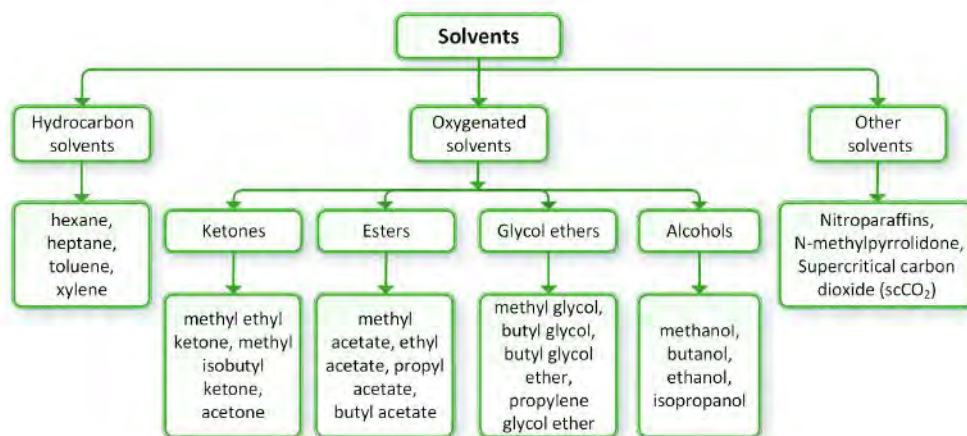 Solvents
Hydrocarbon
solvents
Oxygenated
solvents
Other
solvents
hexane,
heptane,
toluene,
xylene
Ketones
Esters
Glycol ethers
Alcohols
Nitroparaffins,
N-methylpyrrolidone,
Supercritical carbon
dioxide (scCO₂)
methyl ethyl
ketone, methyl
isobutyl
ketone,
acetone
methyl
acetate, ethyl
acetate, propyl
acetate,
butyl acetate
methyl glycol,
butyl glycol,
butyl glycol
ether,
propylene
glycol ether
methanol,
butanol,
ethanol,
isopropanol